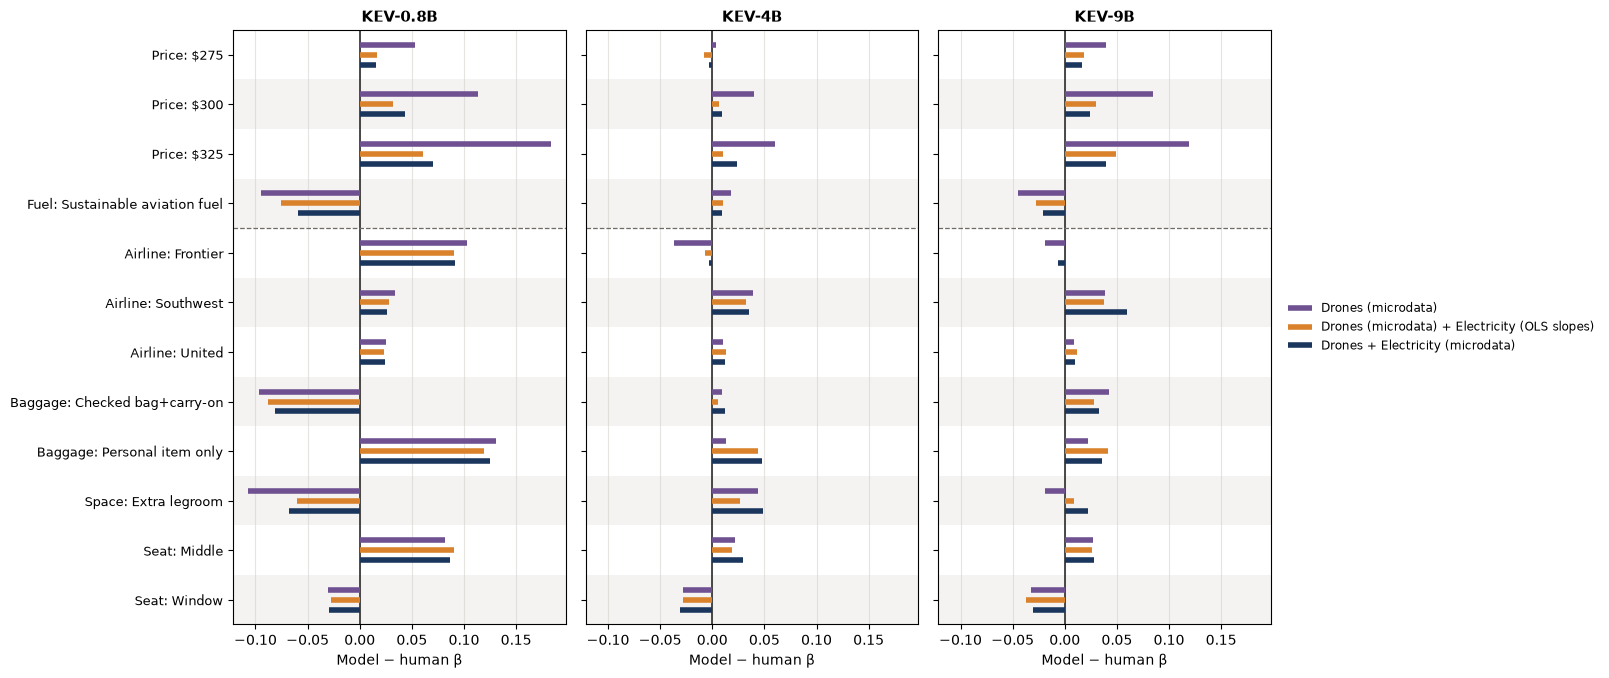 KEV-0.8B KEV-4B KEV-9B
Price: $275
Price: $300
Price: $325
Fuel: Sustainable aviation fuel
Airline: Frontier
Airline: Southwest
Airline: United
Baggage: Checked bag+carry-on
Baggage: Personal item only
Space: Extra legroom
Seat: Middle
Seat: Window
Drones (microdata)
Drones (microdata) + Electricity (OLS slopes)
Drones + Electricity (microdata)
−0.10 −0.05 0.00 0.05 0.10 0.15 −0.10 −0.05 0.00 0.05 0.10 0.15 −0.10 −0.05 0.00 0.05 0.10 0.15
Model − human β Model − human β Model − human β